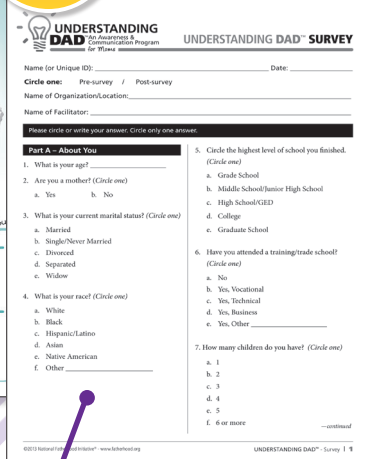 UNDERSTANDING
DAD™ An Awareness &
Communication Program
for Moms
UNDERSTANDING DAD™ SURVEY
Name (or Unique ID): Date:
Circle one: Pre-survey / Post-survey
Name of Organization/Location:
Name of Facilitator:
Please circle or write your answer. Circle only one answer.
Part A – About You
1. What is your age?
2. Are you a mother? (Circle one)
a. Yes b. No
3. What is your current marital status? (Circle one)
a. Married
b. Single/Never Married
c. Divorced
d. Separated
e. Widow
4. What is your race? (Circle one)
a. White
b. Black
c. Hispanic/Latino
d. Asian
e. Native American
f. Other
5. Circle the highest level of school you finished.
(Circle one)
a. Grade School
b. Middle School/Junior High School
c. High School/GED
d. College
e. Graduate School
6. Have you attended a training/trade school?
(Circle one)
a. No
b. Yes, Vocational
c. Yes, Technical
d. Yes, Business
e. Yes, Other
7. How many children do you have? (Circle one)
a. 1
b. 2
c. 3
d. 4
e. 5
f. 6 or more
—continued
National Initiative® · www.fatherhood.org
UNDERSTANDING DAD™ - Survey | 1